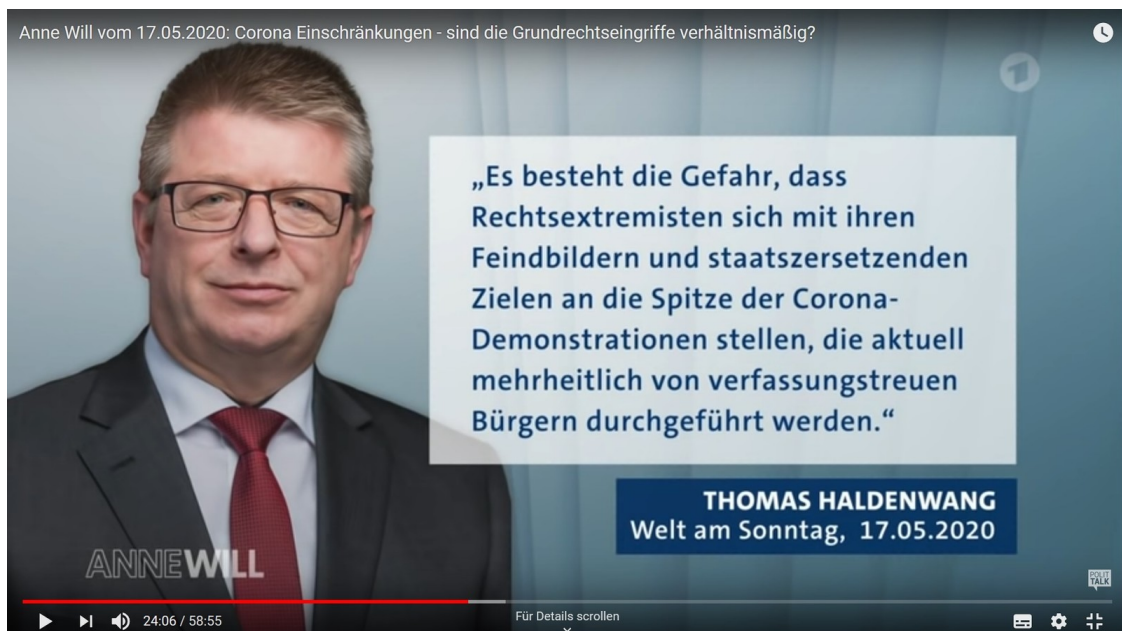 Anne Will vom 17.05.2020: Corona Einschränkungen - sind die Grundrechtseingriffe verhältnismäßig?
1
„Es besteht die Gefahr, dass
Rechtsextremisten sich mit ihren
Feindbildern und staatszersetzenden
Zielen an die Spitze der Corona-
Demonstrationen stellen, die aktuell
mehrheitlich von verfassungstreuen
Bürgern durchgeführt werden.“
THOMAS HALDENWANG
Welt am Sonntag, 17.05.2020
ANNEWILL
POLIT
TALK
24:06 / 58:55
Für Details scrollen